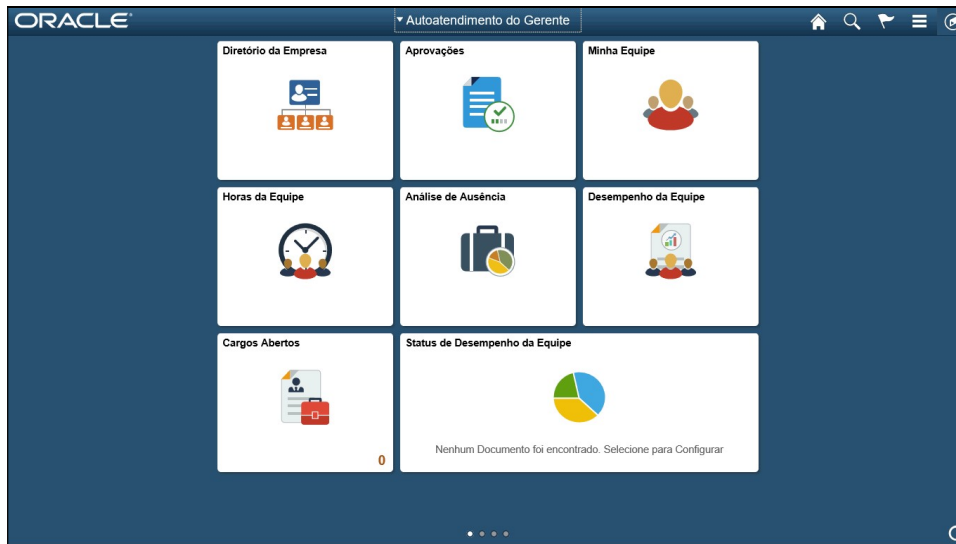 ORACLE
Autoatendimento do Gerente
Diretório da Empresa
Aprovações
Minha Equipe
Horas da Equipe
Análise de Ausência
Desempenho da Equipe
Cargos Abertos
0
Status de Desempenho da Equipe
Nenhum Documento foi encontrado. Selecione para Configurar